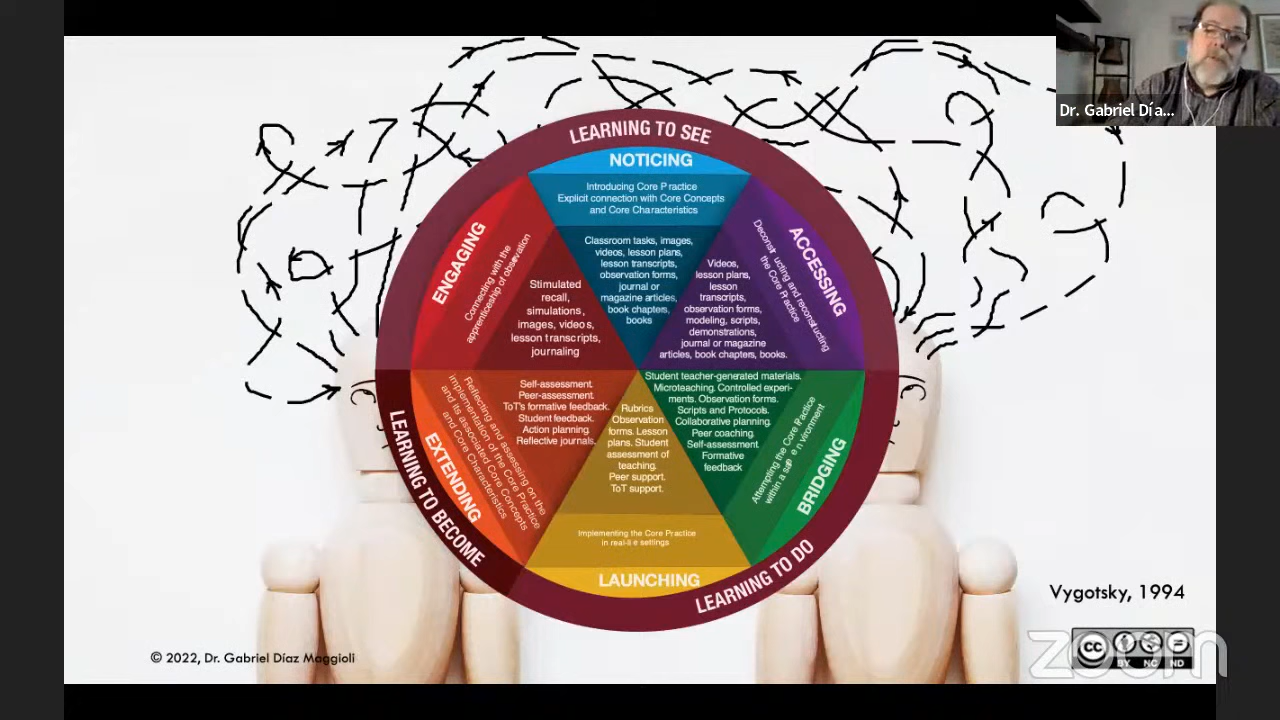 Dr. Gabriel Día...
LEARNING TO SEE
NOTICING
Introducing Core Practice
Explicit connection with Core Concepts
and Core Characteristics
Classroom tasks, images,
videos, lesson plans,
lesson transcripts,
observation forms,
journal or
magazine articles,
book chapters,
books
ACCESSING
Deconstructing and reconstructing
the Core Practice
Videos,
lesson plans,
lesson
transcripts,
observation forms,
modeling, scripts,
demonstrations,
journal or magazine
articles, book chapters, books.
BRIDGING
Attempting the Core Practice
within a safe environment
Student teacher-generated materials.
Microteaching. Controlled experi-
ments. Observation forms.
Scripts and Protocols.
Collaborative planning.
Peer coaching.
Self-assessment
Formative
feedback
LEARNING TO DO
LAUNCHING
Implementing the Core Practice
in real-li e settings
Rubrics
Observation
forms. Lesson
plans, Student
assessment of
teaching.
Peer support.
ToT support.
LEARNING TO BECOME
EXTENDING
Reflecting and assessing on the
implementation of the Core Practice
and its associated Core Concepts
and Core Characteristics
Self-assessment.
Peer-assessment.
ToT's formative feedback.
Student feedback.
Action planning.
Reflective journals.
ENGAGING
Connecting with the
apprenticeship of observation
Stimulated
recall,
simulations,
images, videos,
lesson transcripts,
journaling
Vygotsky, 1994
© 2022, Dr. Gabriel Díaz Maggioli
zoom
cc
BY NC ND